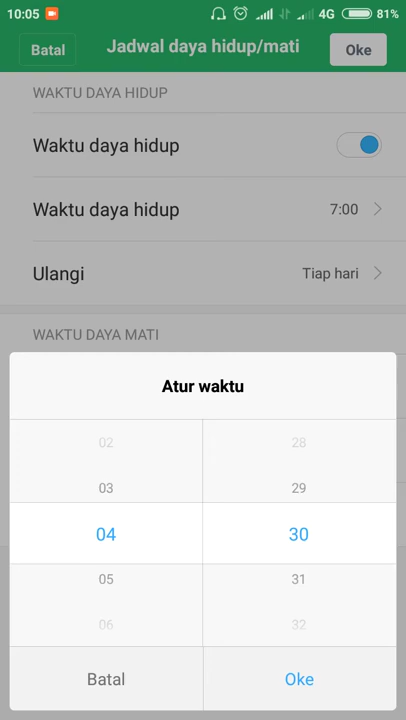 10:05 4G 81%
Batal Jadwal daya hidup/mati Oke
WAKTU DAYA HIDUP
Waktu daya hidup
Waktu daya hidup 7:00
Ulangi Tiap hari
WAKTU DAYA MATI
Atur waktu
02 28
03 29
04 30
05 31
06 32
Batal Oke